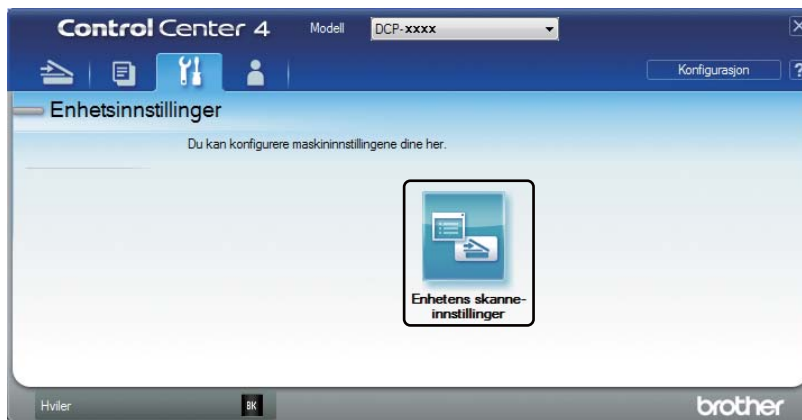 Control Center 4
Modell
DCP-xxxx
Konfigurasjon
?
Enhetsinnstillinger
Du kan konfigurere maskininnstillingene dine her.
Enhetens skanne-
innstillinger
Hviler
BK
brother